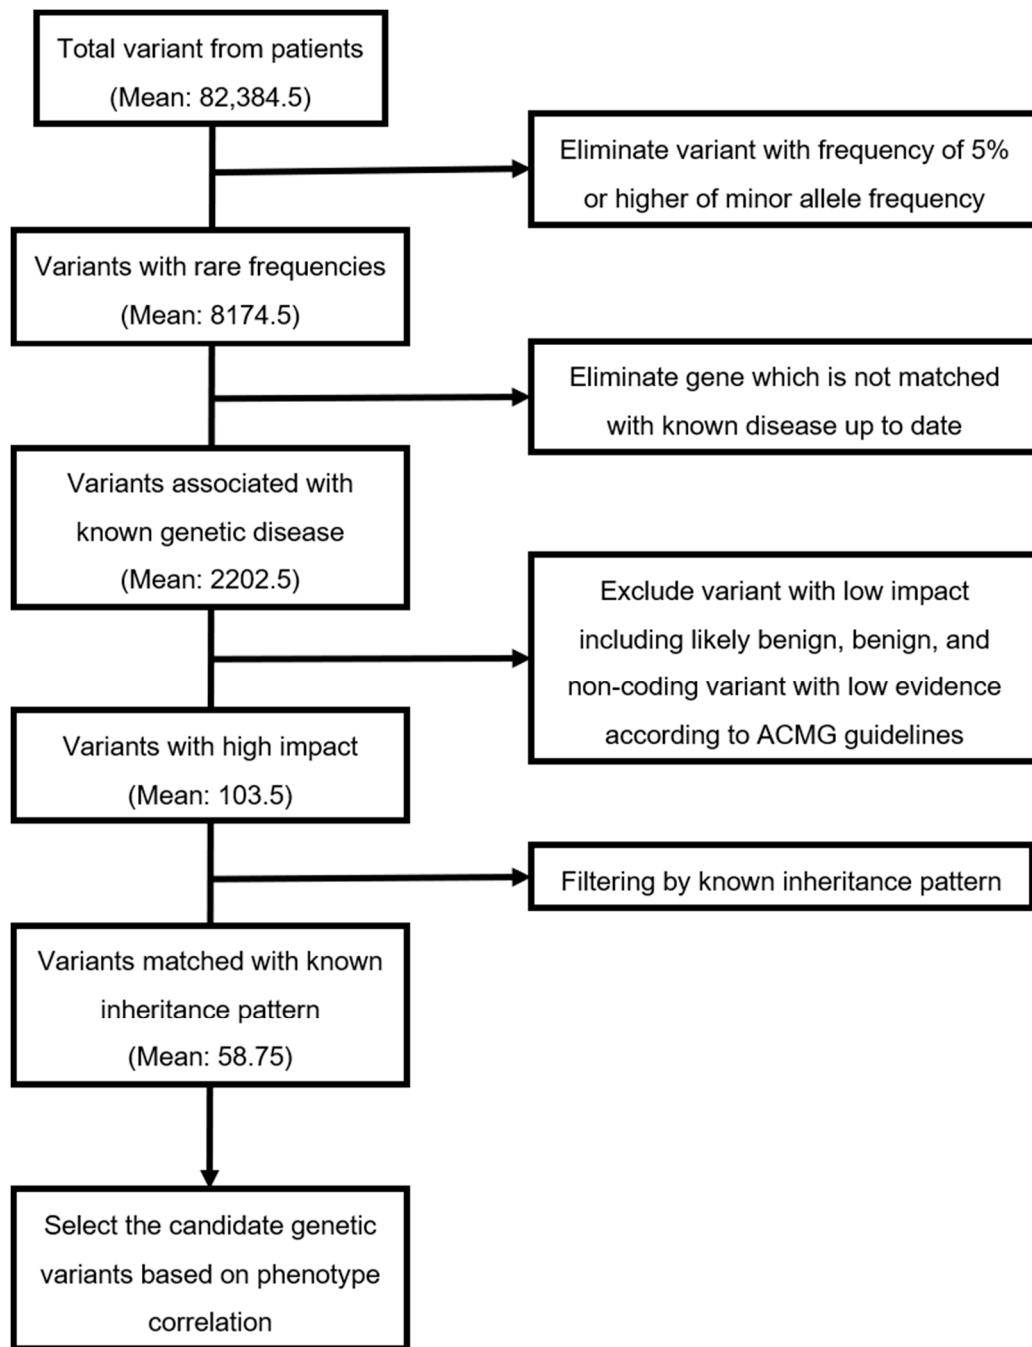 Total variant from patients
(Mean: 82,384.5)
Eliminate variant with frequency of 5%
or higher of minor allele frequency
Variants with rare frequencies
(Mean: 8174.5)
Eliminate gene which is not matched
with known disease up to date
Variants associated with
known genetic disease
(Mean: 2202.5)
Exclude variant with low impact
including likely benign, benign, and
non-coding variant with low evidence
according to ACMG guidelines
Variants with high impact
(Mean: 103.5)
Filtering by known inheritance pattern
Variants matched with known
inheritance pattern
(Mean: 58.75)
Select the candidate genetic
variants based on phenotype
correlation